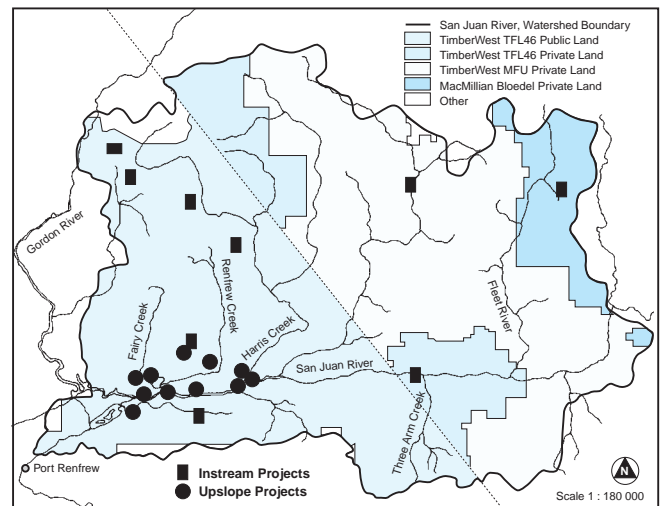 San Juan River, Watershed Boundary
TimberWest TFL46 Public Land
TimberWest TFL46 Private Land
TimberWest MFU Private Land
MacMillian Bloedel Private Land
Other
Gordon River
Fairy Creek
Renfrew Creek
Harris Creek
San Juan River
Fleet River
Three Arm Creek
Port Renfrew
Instream Projects
Upslope Projects
N
Scale 1 : 180 000